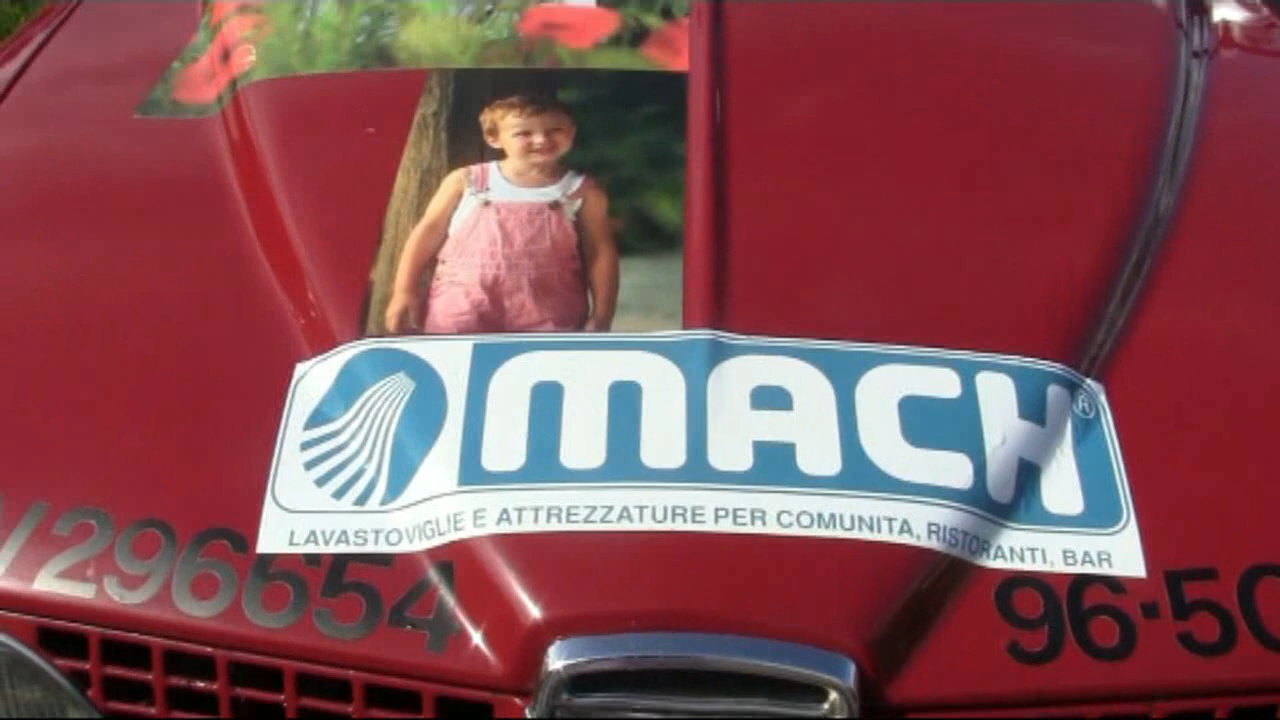 MACH®
LAVASTOVIGLIE E ATTREZZATURE PER COMUNITA, RISTORANTI, BAR
/296654
96·50